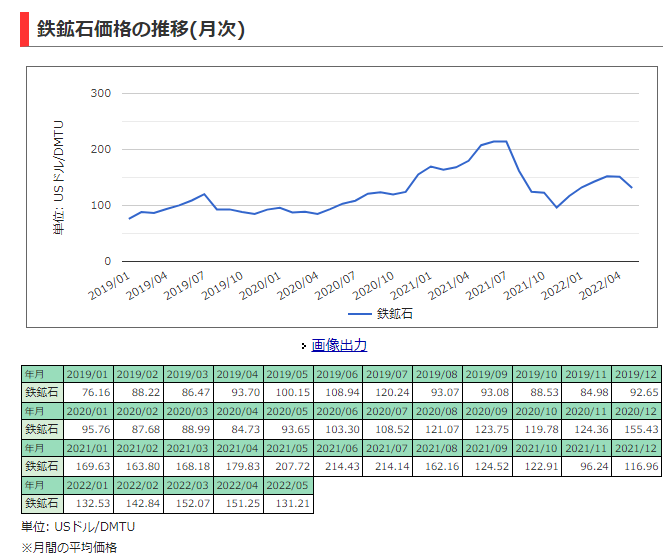 鉄鉱石価格の推移(月次)
単位: USドル/DMTU
300
200
100
0
2019/01 2019/04 2019/07 2019/10 2020/01 2020/04 2020/07 2020/10 2021/01 2021/04 2021/07 2021/10 2022/01 2022/04
鉄鉱石
画像出力
年月 2019/01 2019/02 2019/03 2019/04 2019/05 2019/06 2019/07 2019/08 2019/09 2019/10 2019/11 2019/12
鉄鉱石 76.16 88.22 86.47 93.70 100.15 108.94 120.24 93.07 93.08 88.53 84.98 92.65
年月 2020/01 2020/02 2020/03 2020/04 2020/05 2020/06 2020/07 2020/08 2020/09 2020/10 2020/11 2020/12
鉄鉱石 95.76 87.68 88.99 84.73 93.65 103.30 108.52 121.07 123.75 119.78 124.36 155.43
年月 2021/01 2021/02 2021/03 2021/04 2021/05 2021/06 2021/07 2021/08 2021/09 2021/10 2021/11 2021/12
鉄鉱石 169.63 163.80 168.18 179.83 207.72 214.43 214.14 162.16 124.52 122.91 96.24 116.96
年月 2022/01 2022/02 2022/03 2022/04 2022/05
鉄鉱石 132.53 142.84 152.07 151.25 131.21
単位: USドル/DMTU
※月間の平均価格